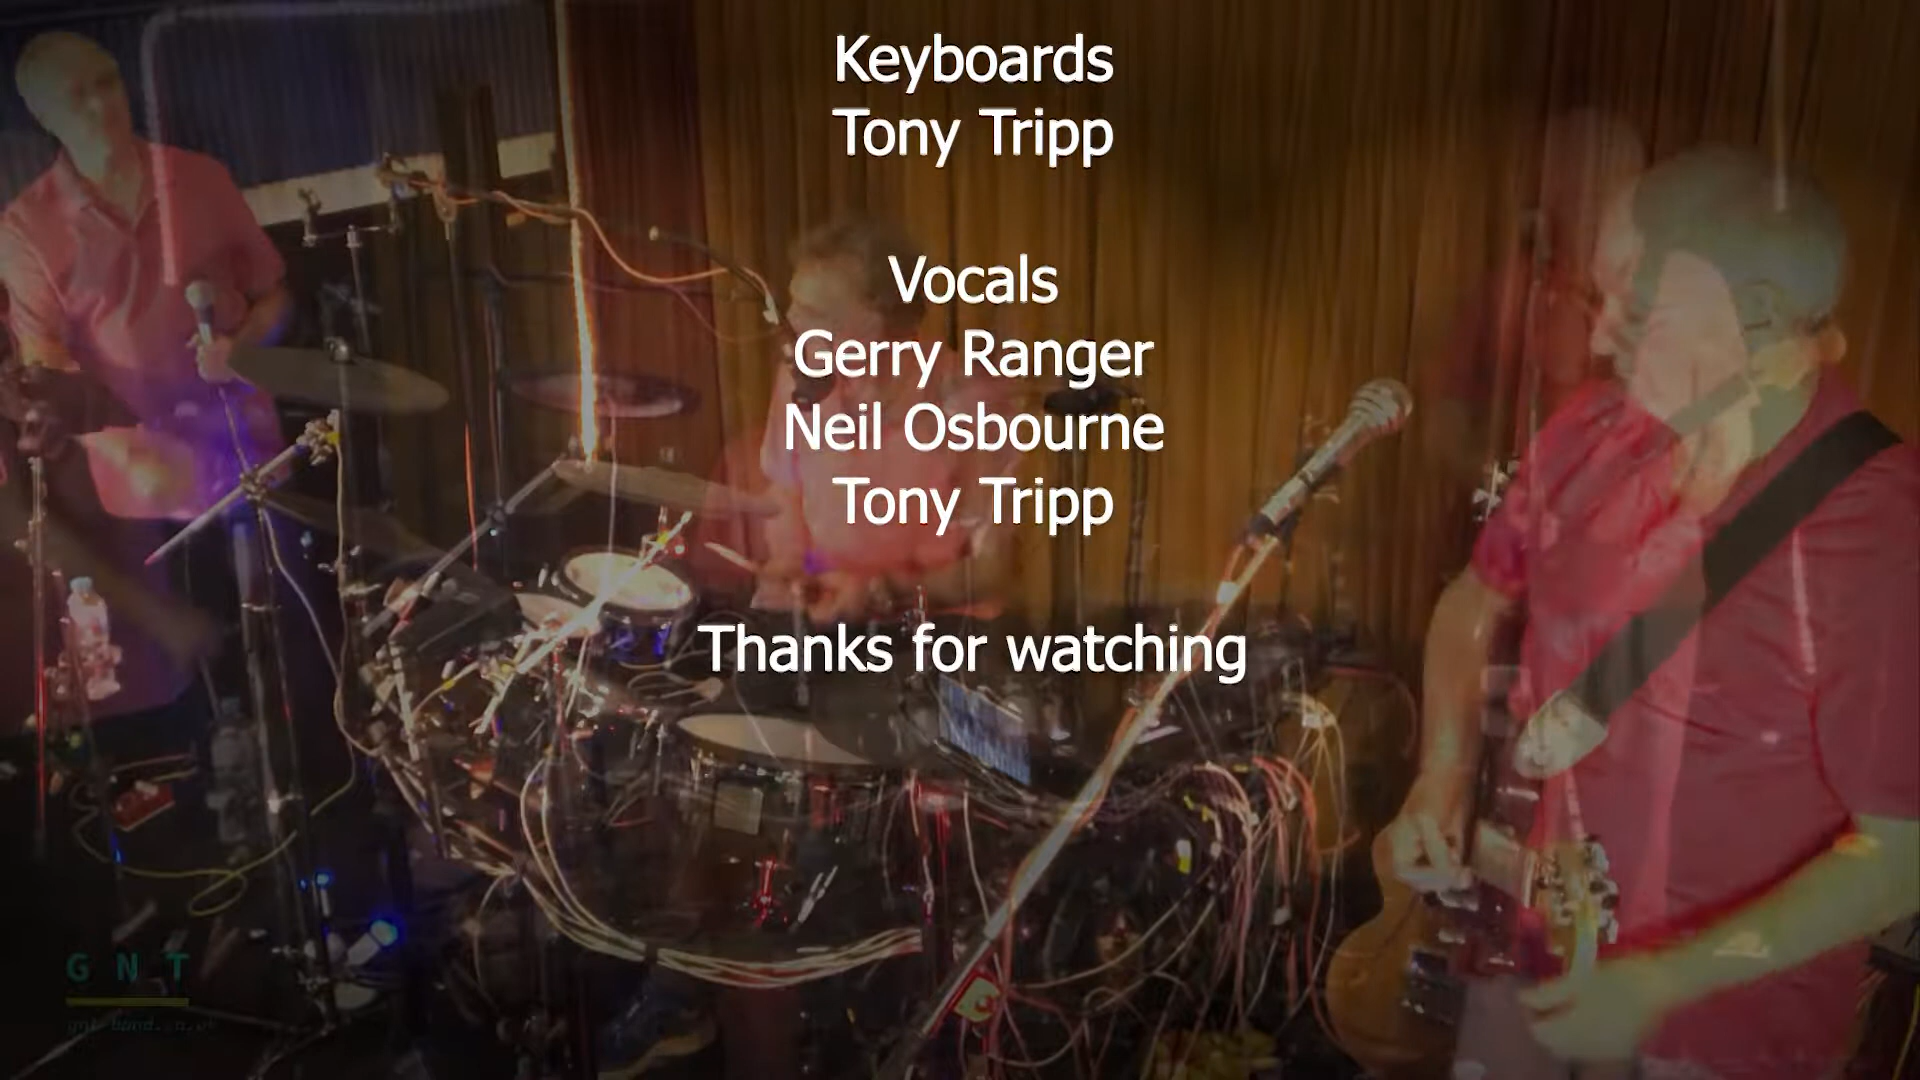 Keyboards
Tony Tripp
Vocals
Gerry Ranger
Neil Osbourne
Tony Tripp
Thanks for watching
G N T